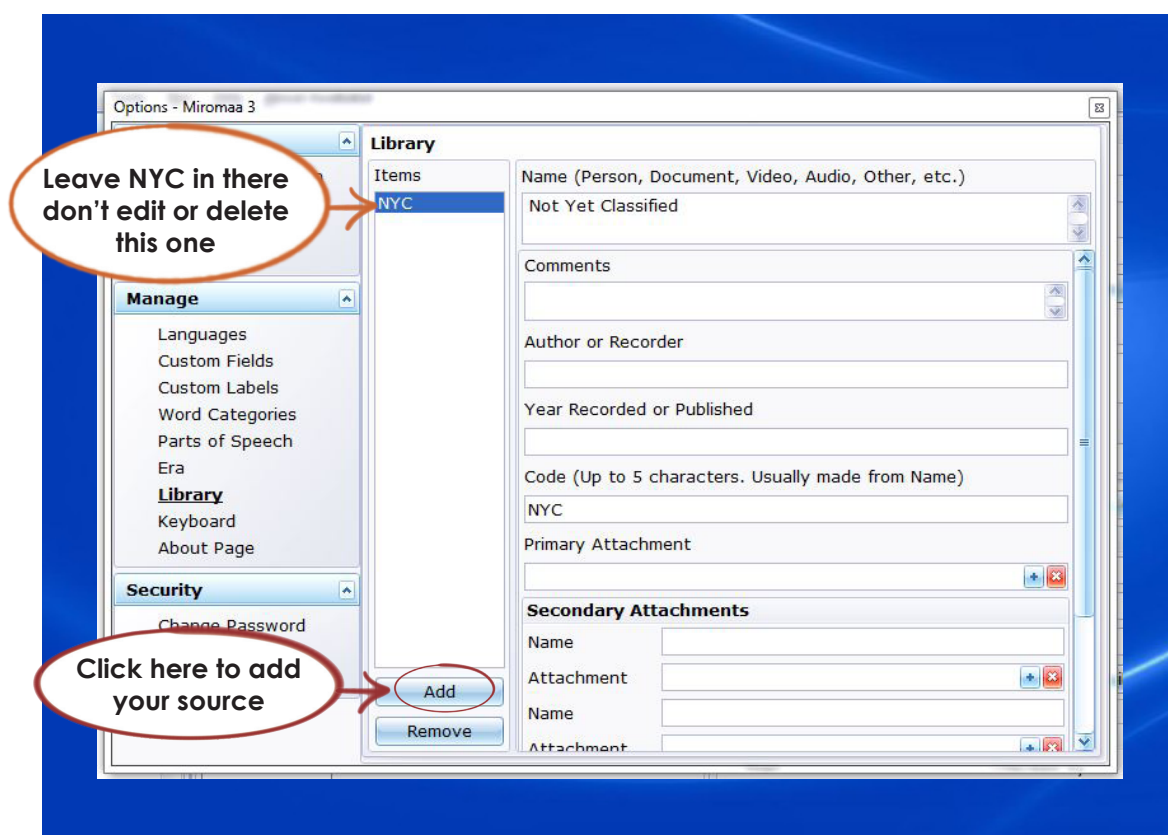 Options - Miromaa 3
Leave NYC in there
don't edit or delete
this one
Manage
Languages
Custom Fields
Custom Labels
Word Categories
Parts of Speech
Era
Library
Keyboard
About Page
Security
Change Password
Click here to add
your source
Library
Items
NYC
Add
Remove
Name (Person, Document, Video, Audio, Other, etc.)
Not Yet Classified
Comments
Author or Recorder
Year Recorded or Published
Code (Up to 5 characters. Usually made from Name)
NYC
Primary Attachment
Secondary Attachments
Name
Attachment
Name
Attachment